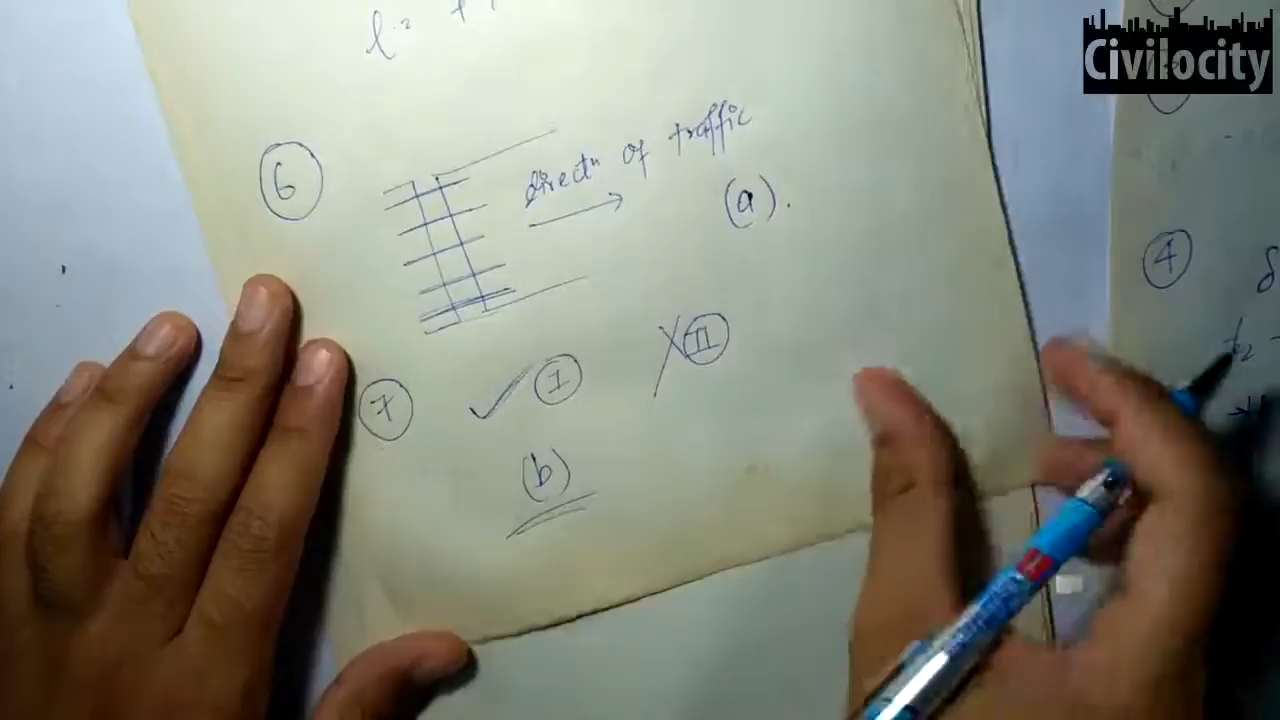 Civilocity
l =
6
directn of traffic
(a).
4
7
✓ I
X II
(b)